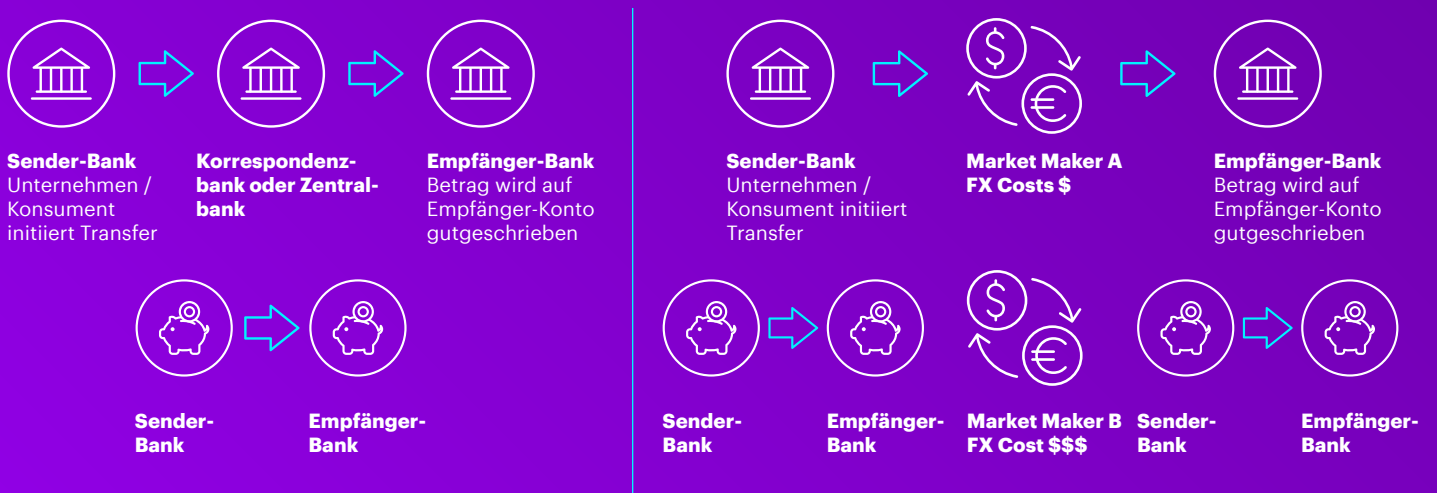 Sender-Bank
Unternehmen /
Konsument
initiiert Transfer
Korrespondenz-
bank oder Zentral-
bank
Empfänger-Bank
Betrag wird auf
Empfänger-Konto
gutgeschrieben
Sender-
Bank
Empfänger-
Bank
Sender-Bank
Unternehmen /
Konsument initiiert
Transfer
$
€
Market Maker A
FX Costs $
Empfänger-Bank
Betrag wird auf
Empfänger-Konto
gutgeschrieben
Sender-
Bank
Empfänger-
Bank
$
€
Market Maker B
FX Cost $$$
Sender-
Bank
Empfänger-
Bank